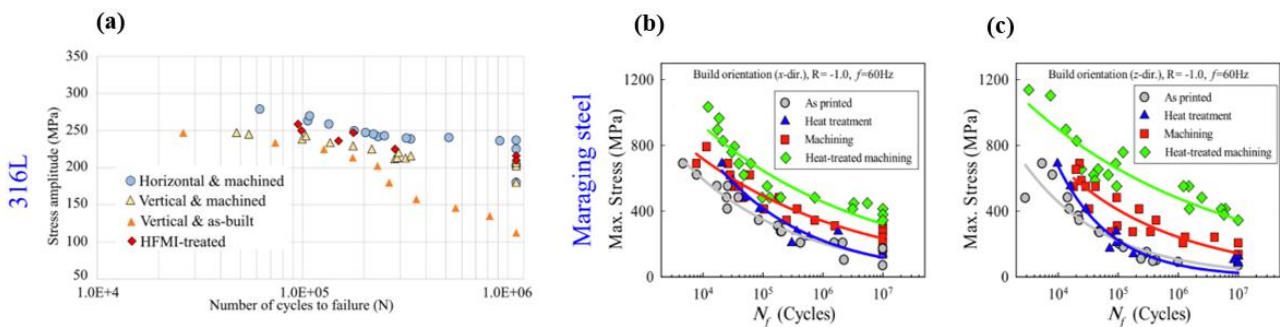 (a)
316L
Stress amplitude (MPa)
350
300
250
200
150
100
50
Horizontal & machined
Vertical & machined
Vertical & as-built
HFMI-treated
1.0E+04
1.0E+05
1.0E+06
Number of cycles to failure (N)
(b)
Maraging steel
Max. Stress (MPa)
1200
800
400
0
Build orientation (x-dir.), R= -1.0, f=60Hz
As printed
Heat treatment
Machining
Heat-treated machining
10⁴
10⁵
10⁶
10⁷
N_f (Cycles)
(c)
Max. Stress (MPa)
1200
800
400
0
Build orientation (z-dir.), R= -1.0, f=60Hz
As printed
Heat treatment
Machining
Heat-treated machining
10⁴
10⁵
10⁶
10⁷
N_f (Cycles)